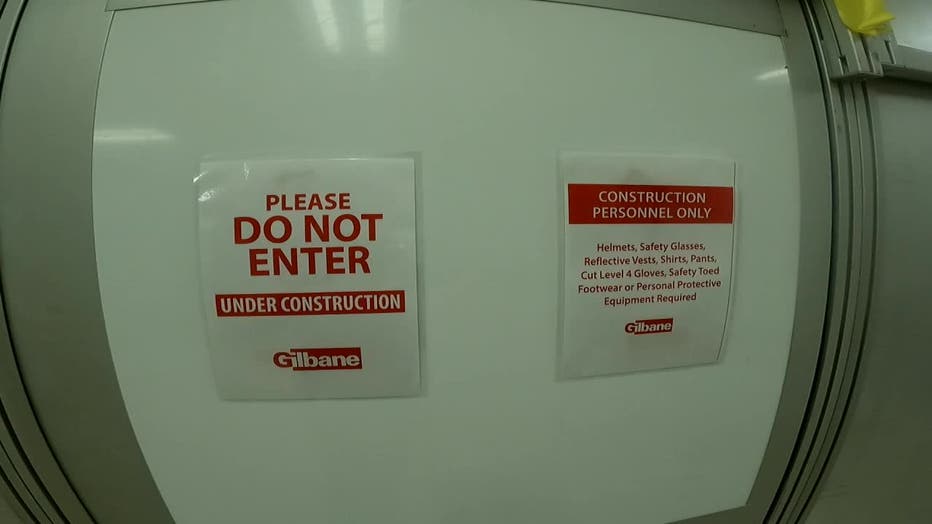 PLEASE
DO NOT
ENTER
UNDER CONSTRUCTION
Gilbane
CONSTRUCTION
PERSONNEL ONLY
Helmets, Safety Glasses,
Reflective Vests, Shirts, Pants,
Cut Level 4 Gloves, Safety Toed
Footwear or Personal Protective
Equipment Required
Gilbane